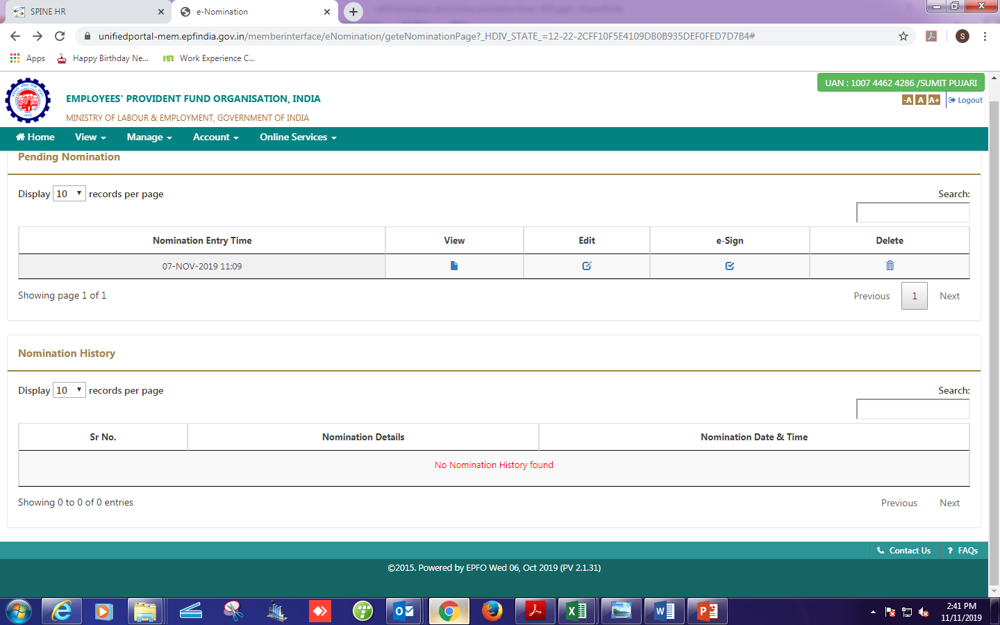 SPINE HR
e-Nomination
unifiedportal-mem.epfindia.gov.in/memberinterface/eNomination/geteNominationPage?_HDIV_STATE_=12-22-2CFF10F5E4109DB0B935DEF0FED7D7B4#
S
Apps
Happy Birthday Ne...
HR
Work Experience C...
UAN : 1007 4462 4286 /SUMIT PUJARI
EMPLOYEES' PROVIDENT FUND ORGANISATION, INDIA
-A A A+ Logout
MINISTRY OF LABOUR & EMPLOYMENT, GOVERNMENT OF INDIA
Home View Manage Account Online Services
Pending Nomination
Display 10 records per page
Search:
Nomination Entry Time View Edit e-Sign Delete
07-NOV-2019 11:09
Showing page 1 of 1
Previous 1 Next
Nomination History
Display 10 records per page
Search:
Sr No. Nomination Details Nomination Date & Time
No Nomination History found
Showing 0 to 0 of 0 entries
Previous Next
Contact Us ? FAQs
©2015. Powered by EPFO Wed 06, Oct 2019 (PV 2.1.31)
2:41 PM
11/11/2019